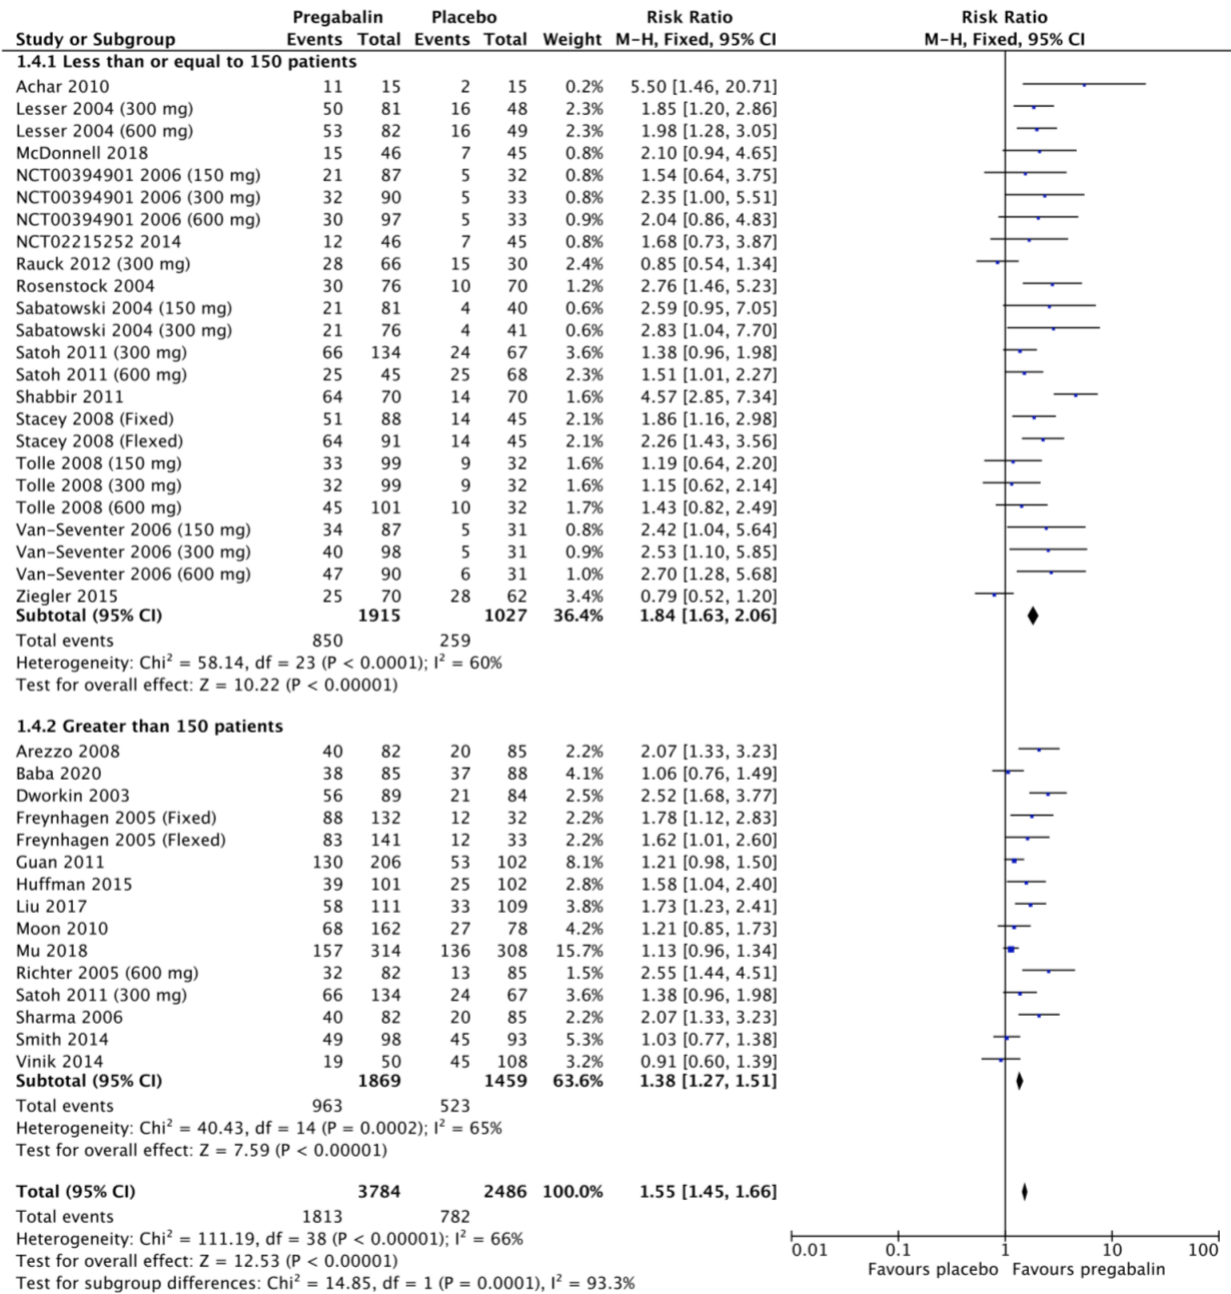 Pregabalin Placebo Risk Ratio Risk Ratio
Study or Subgroup Events Total Events Total Weight M-H, Fixed, 95% CI M-H, Fixed, 95% CI
1.4.1 Less than or equal to 150 patients
Achar 2010 11 15 2 15 0.2% 5.50 [1.46, 20.71]
Lesser 2004 (300 mg) 50 81 16 48 2.3% 1.85 [1.20, 2.86]
Lesser 2004 (600 mg) 53 82 16 49 2.3% 1.98 [1.28, 3.05]
McDonnell 2018 15 46 7 45 0.8% 2.10 [0.94, 4.65]
NCT00394901 2006 (150 mg) 21 87 5 32 0.8% 1.54 [0.64, 3.75]
NCT00394901 2006 (300 mg) 32 90 5 33 0.8% 2.35 [1.00, 5.51]
NCT00394901 2006 (600 mg) 30 97 5 33 0.9% 2.04 [0.86, 4.83]
NCT02215252 2014 12 46 7 45 0.8% 1.68 [0.73, 3.87]
Rauck 2012 (300 mg) 28 66 15 30 2.4% 0.85 [0.54, 1.34]
Rosenstock 2004 30 76 10 70 1.2% 2.76 [1.46, 5.23]
Sabatowski 2004 (150 mg) 21 81 4 40 0.6% 2.59 [0.95, 7.05]
Sabatowski 2004 (300 mg) 21 76 4 41 0.6% 2.83 [1.04, 7.70]
Satoh 2011 (300 mg) 66 134 24 67 3.6% 1.38 [0.96, 1.98]
Satoh 2011 (600 mg) 25 45 25 68 2.3% 1.51 [1.01, 2.27]
Shabbir 2011 64 70 14 70 1.6% 4.57 [2.85, 7.34]
Stacey 2008 (Fixed) 51 88 14 45 2.1% 1.86 [1.16, 2.98]
Stacey 2008 (Flexed) 64 91 14 45 2.1% 2.26 [1.43, 3.56]
Tolle 2008 (150 mg) 33 99 9 32 1.6% 1.19 [0.64, 2.20]
Tolle 2008 (300 mg) 32 99 9 32 1.6% 1.15 [0.62, 2.14]
Tolle 2008 (600 mg) 45 101 10 32 1.7% 1.43 [0.82, 2.49]
Van-Seventer 2006 (150 mg) 34 87 5 31 0.8% 2.42 [1.04, 5.64]
Van-Seventer 2006 (300 mg) 40 98 5 31 0.9% 2.53 [1.10, 5.85]
Van-Seventer 2006 (600 mg) 47 90 6 31 1.0% 2.70 [1.28, 5.68]
Ziegler 2015 25 70 28 62 3.4% 0.79 [0.52, 1.20]
Subtotal (95% CI) 1915 1027 36.4% 1.84 [1.63, 2.06]
Total events 850 259
Heterogeneity: Chi² = 58.14, df = 23 (P < 0.0001); I² = 60%
Test for overall effect: Z = 10.22 (P < 0.00001)
1.4.2 Greater than 150 patients
Arezzo 2008 40 82 20 85 2.2% 2.07 [1.33, 3.23]
Baba 2020 38 85 37 88 4.1% 1.06 [0.76, 1.49]
Dworkin 2003 56 89 21 84 2.5% 2.52 [1.68, 3.77]
Freynhagen 2005 (Fixed) 88 132 12 32 2.2% 1.78 [1.12, 2.83]
Freynhagen 2005 (Flexed) 83 141 12 33 2.2% 1.62 [1.01, 2.60]
Guan 2011 130 206 53 102 8.1% 1.21 [0.98, 1.50]
Huffman 2015 39 101 25 102 2.8% 1.58 [1.04, 2.40]
Liu 2017 58 111 33 109 3.8% 1.73 [1.23, 2.41]
Moon 2010 68 162 27 78 4.2% 1.21 [0.85, 1.73]
Mu 2018 157 314 136 308 15.7% 1.13 [0.96, 1.34]
Richter 2005 (600 mg) 32 82 13 85 1.5% 2.55 [1.44, 4.51]
Satoh 2011 (300 mg) 66 134 24 67 3.6% 1.38 [0.96, 1.98]
Sharma 2006 40 82 20 85 2.2% 2.07 [1.33, 3.23]
Smith 2014 49 98 45 93 5.3% 1.03 [0.77, 1.38]
Vinik 2014 19 50 45 108 3.2% 0.91 [0.60, 1.39]
Subtotal (95% CI) 1869 1459 63.6% 1.38 [1.27, 1.51]
Total events 963 523
Heterogeneity: Chi² = 40.43, df = 14 (P = 0.0002); I² = 65%
Test for overall effect: Z = 7.59 (P < 0.00001)
Total (95% CI) 3784 2486 100.0% 1.55 [1.45, 1.66]
Total events 1813 782
Heterogeneity: Chi² = 111.19, df = 38 (P < 0.00001); I² = 66%
Test for overall effect: Z = 12.53 (P < 0.00001)
Test for subgroup differences: Chi² = 14.85, df = 1 (P = 0.0001), I² = 93.3%
0.01 0.1 1 10 100
Favours placebo Favours pregabalin